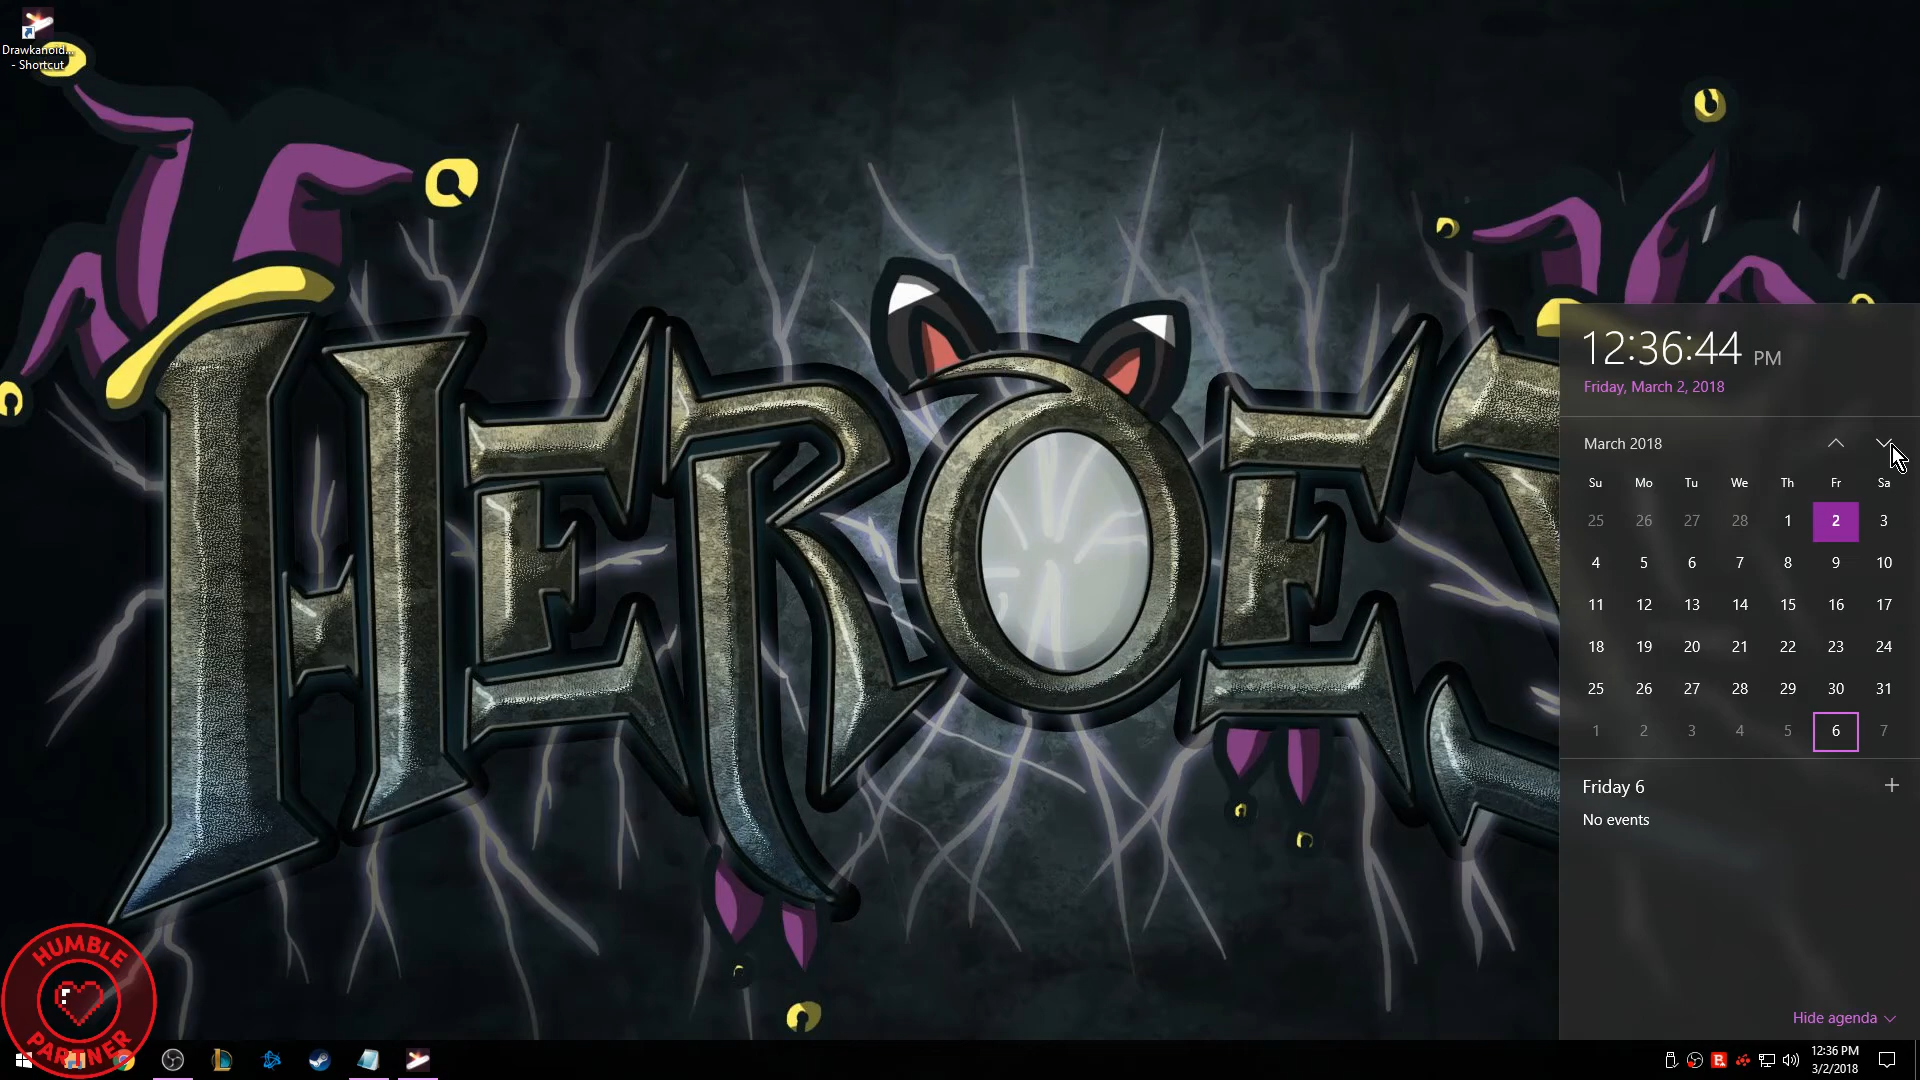 Drawkanoid...
- Shortcut
HEROES
12:36:44 PM
Friday, March 2, 2018
March 2018
Su Mo Tu We Th Fr Sa
25 26 27 28 1 2 3
4 5 6 7 8 9 10
11 12 13 14 15 16 17
18 19 20 21 22 23 24
25 26 27 28 29 30 31
1 2 3 4 5 6 7
Friday 6
No events
Hide agenda
HUMBLE
PARTNER
12:36 PM
3/2/2018